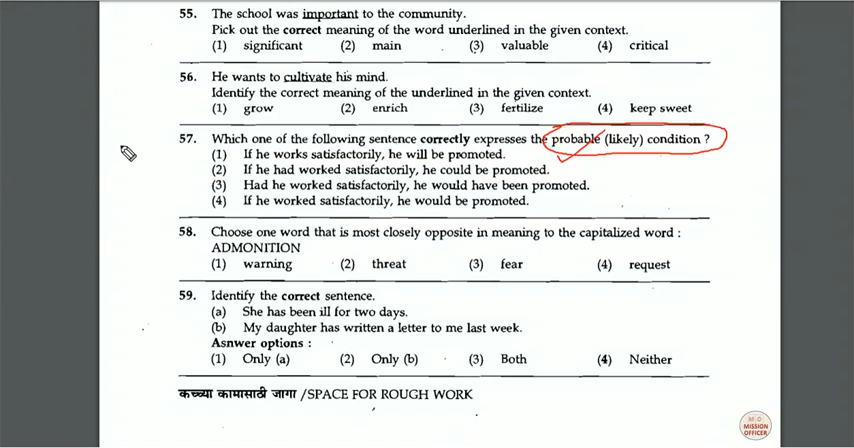 55. The school was important to the community.
Pick out the correct meaning of the word underlined in the given context.
(1) significant (2) main (3) valuable (4) critical
56. He wants to cultivate his mind.
Identify the correct meaning of the underlined in the given context.
(1) grow (2) enrich (3) fertilize (4) keep sweet
57. Which one of the following sentence correctly expresses the probable (likely) condition ?
(1) If he works satisfactorily, he will be promoted.
(2) If he had worked satisfactorily, he could be promoted.
(3) Had he worked satisfactorily, he would have been promoted.
(4) If he worked satisfactorily, he would be promoted.
58. Choose one word that is most closely opposite in meaning to the capitalized word :
ADMONITION
(1) warning (2) threat (3) fear (4) request
59. Identify the correct sentence.
(a) She has been ill for two days.
(b) My daughter has written a letter to me last week.
Asnwer options :
(1) Only (a) (2) Only (b) (3) Both (4) Neither
कच्च्या कामासाठी जागा /SPACE FOR ROUGH WORK
M O
MISSION
OFFICER